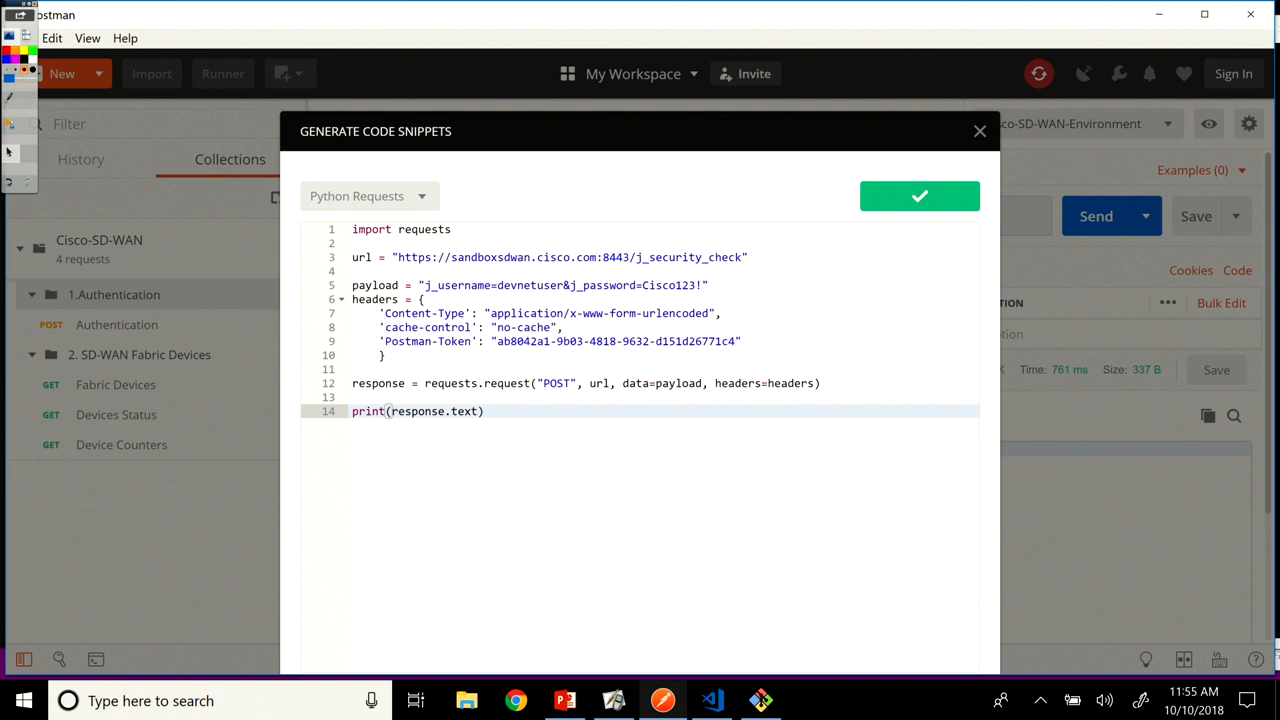 ostman
Edit View Help
New
Import
Runner
My Workspace
Invite
Sign In
Filter
GENERATE CODE SNIPPETS
co-SD-WAN-Environment
History
Collections
Examples (0)
Python Requests
Send
Save
Cisco-SD-WAN
4 requests
1.Authentication
POST Authentication
2. SD-WAN Fabric Devices
GET Fabric Devices
GET Devices Status
GET Device Counters
1 import requests
2
3 url = "https://sandboxsdwan.cisco.com:8443/j_security_check"
4
5 payload = "j_username=devnetuser&j_password=Cisco123!"
6 headers = {
7 'Content-Type': "application/x-www-form-urlencoded",
8 'cache-control': "no-cache",
9 'Postman-Token': "ab8042a1-9b03-4818-9632-d151d26771c4"
10 }
11
12 response = requests.request("POST", url, data=payload, headers=headers)
13
14 print(response.text)
Cookies Code
TION
Bulk Edit
ption
K Time: 761 ms Size: 337 B
Save
Type here to search
11:55 AM
10/10/2018